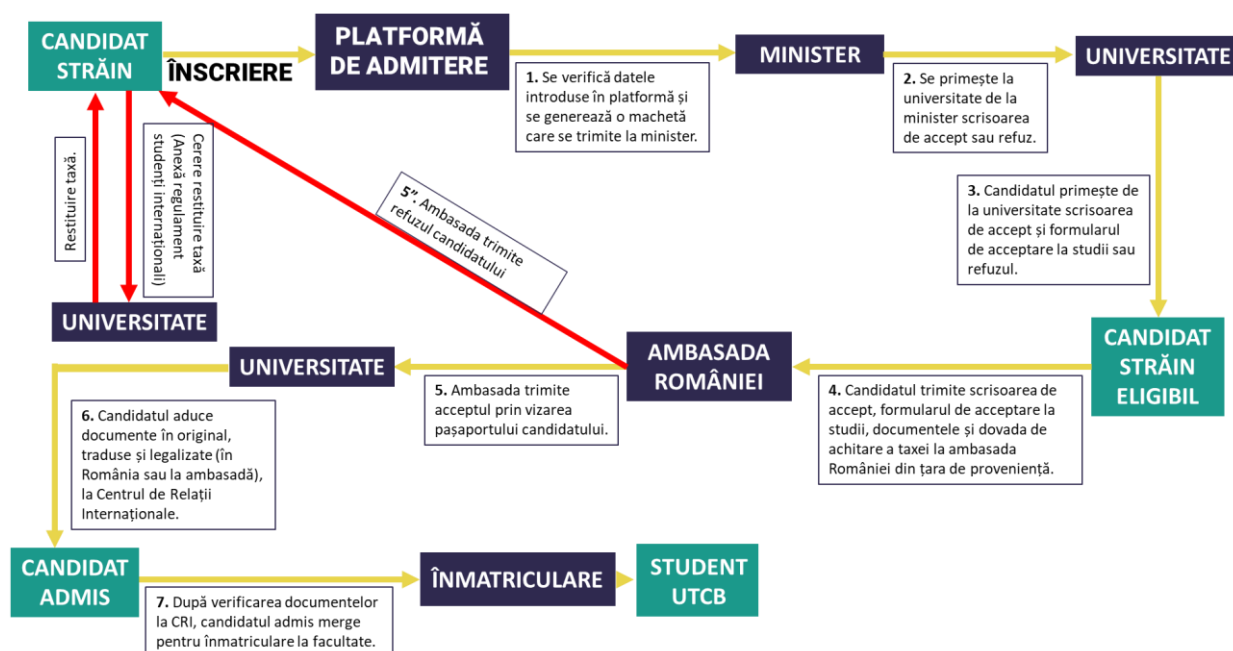 CANDIDAT
STRĂIN
ÎNSCRIERE
PLATFORMĂ
DE ADMITERE
1. Se verifică datele
introduse în platformă și
se generează o machetă
care se trimite la minister.
MINISTER
2. Se primește la
universitate de la
minister scrisoarea
de accept sau refuz.
UNIVERSITATE
3. Candidatul primește de
la universitate scrisoarea
de accept și formularul
de acceptare la studii sau
refuzul.
CANDIDAT
STRĂIN
ELIGIBIL
4. Candidatul trimite scrisoarea de
accept, formularul de acceptare la
studii, documentele și dovada de
achitare a taxei la ambasada
României din țara de proveniență.
AMBASADA
ROMÂNIEI
5”. Ambasada trimite
refuzul candidatului
Restituire taxă.
Cerere restituire taxă
(Anexă regulament
studenți internaționali)
UNIVERSITATE
5. Ambasada trimite
acceptul prin vizarea
pașaportului candidatului.
UNIVERSITATE
6. Candidatul aduce
documente în original,
traduse și legalizate (în
România sau la ambasadă),
la Centrul de Relații
Internaționale.
CANDIDAT
ADMIS
7. După verificarea documentelor
la CRI, candidatul admis merge
pentru înmatriculare la facultate.
ÎNMATRICULARE
STUDENT
UTCB